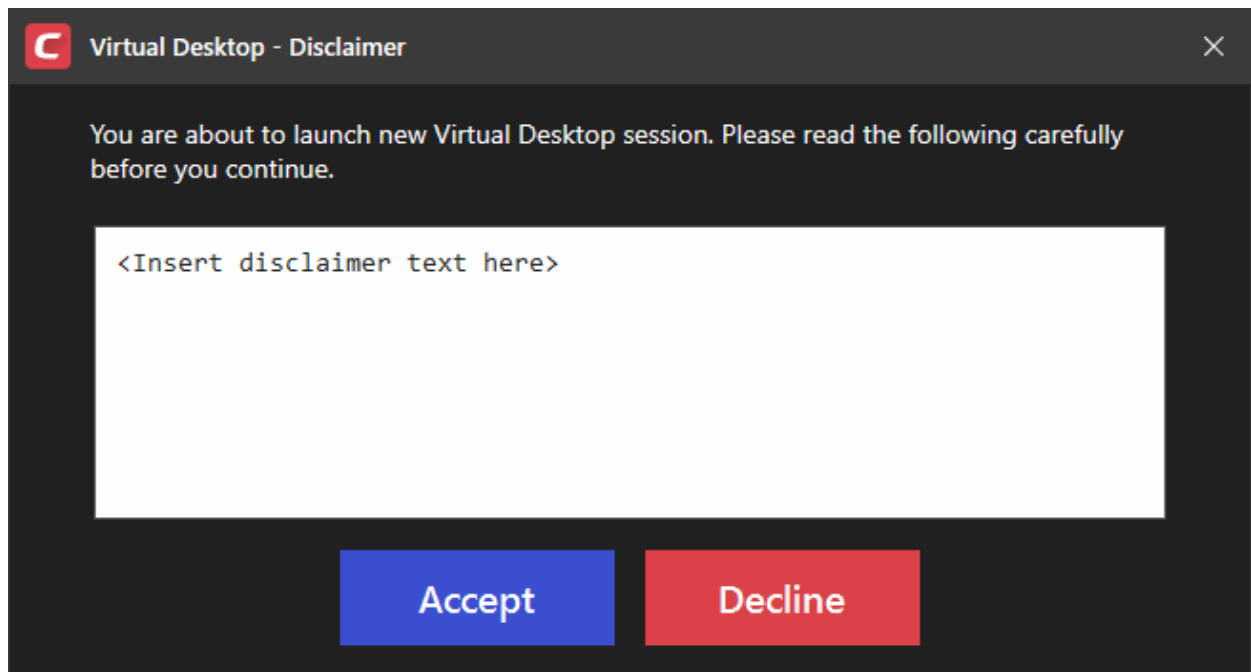 Virtual Desktop - Disclaimer
You are about to launch new Virtual Desktop session. Please read the following carefully
before you continue.
<Insert disclaimer text here>
Accept
Decline